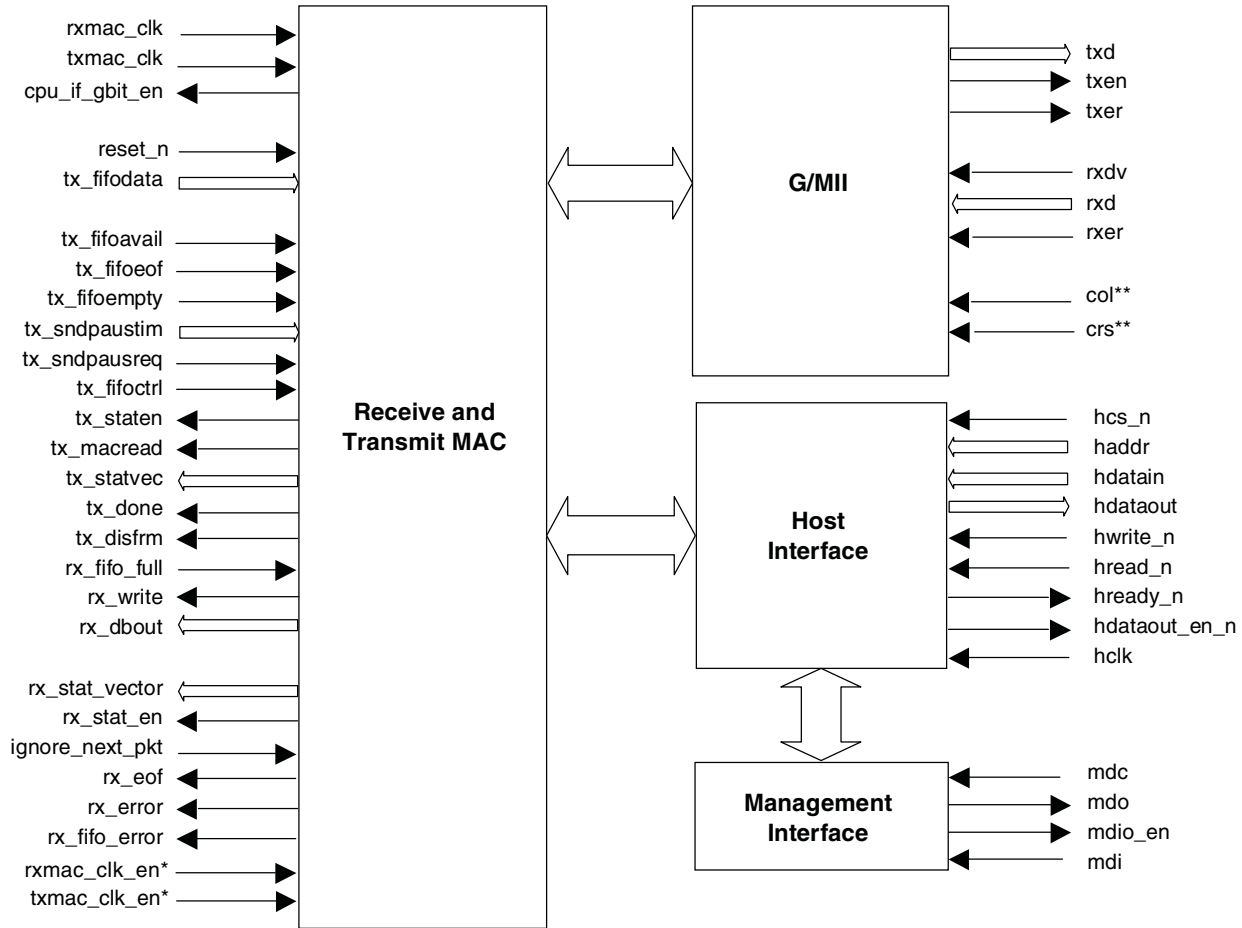 rxmac_clk
txmac_clk
cpu_if_gbit_en
reset_n
tx_fifodata
tx_fifoavail
tx_fifoeof
tx_fifoempty
tx_sndpaustim
tx_sndpausreq
tx_fifoctrl
tx_staten
tx_macread
tx_statvec
tx_done
tx_disfrm
rx_fifo_full
rx_write
rx_dbout
rx_stat_vector
rx_stat_en
ignore_next_pkt
rx_eof
rx_error
rx_fifo_error
rxmac_clk_en*
txmac_clk_en*
Receive and
Transmit MAC
G/MII
txd
txen
txer
rxdv
rxd
rxer
col**
crs**
Host
Interface
hcs_n
haddr
hdatain
hdataout
hwrite_n
hread_n
hready_n
hdataout_en_n
hclk
Management
Interface
mdc
mdo
mdio_en
mdi